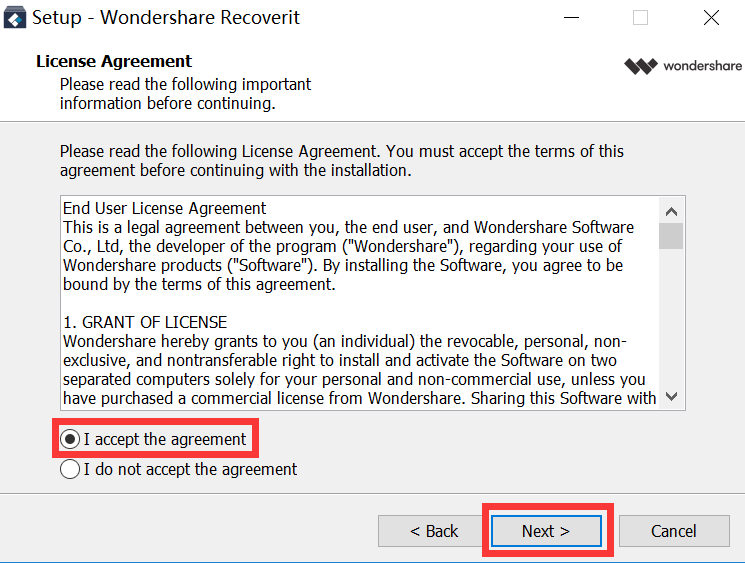 Setup - Wondershare Recoverit
License Agreement
Please read the following important
information before continuing.
wondershare
Please read the following License Agreement. You must accept the terms of this
agreement before continuing with the installation.
End User License Agreement
This is a legal agreement between you, the end user, and Wondershare Software
Co., Ltd, the developer of the program ("Wondershare"), regarding your use of
Wondershare products ("Software"). By installing the Software, you agree to be
bound by the terms of this agreement.
1. GRANT OF LICENSE
Wondershare hereby grants to you (an individual) the revocable, personal, non-
exclusive, and nontransferable right to install and activate the Software on two
separated computers solely for your personal and non-commercial use, unless you
have purchased a commercial license from Wondershare. Sharing this Software with
I accept the agreement
I do not accept the agreement
< Back
Next >
Cancel